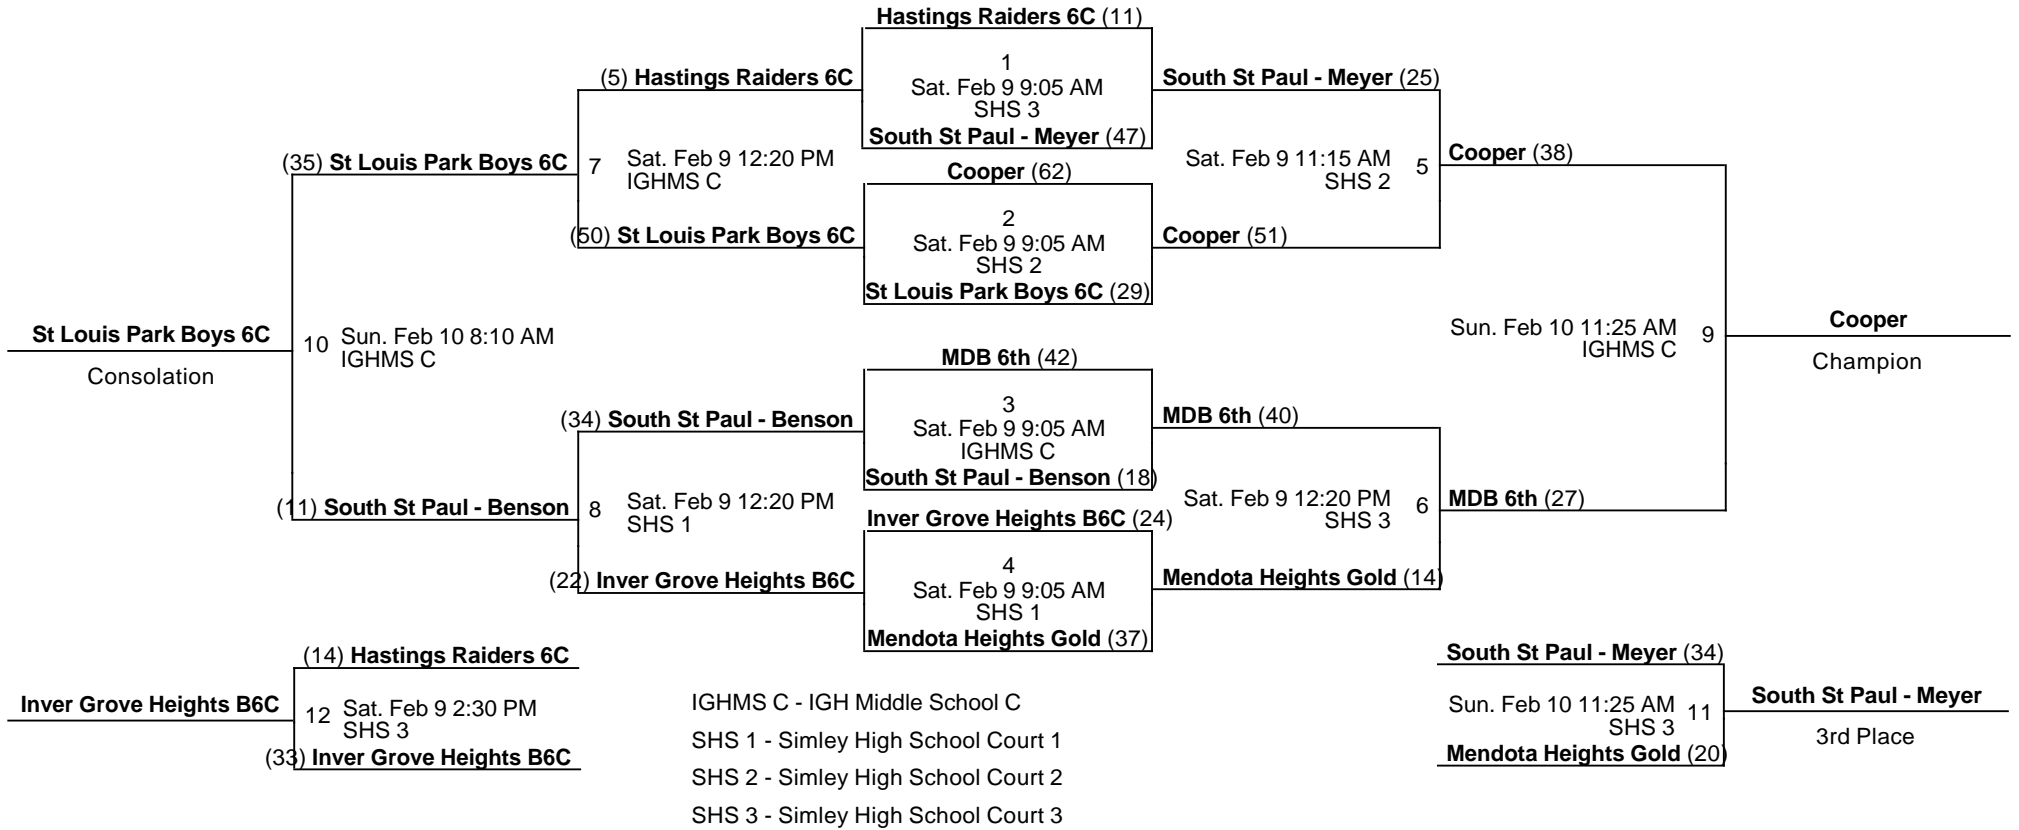 Hastings Raiders 6C (11)
1
Sat. Feb 9 9:05 AM
SHS 3
South St Paul - Meyer (47)
(5) Hastings Raiders 6C
South St Paul - Meyer (25)
(35) St Louis Park Boys 6C
7
Sat. Feb 9 12:20 PM
IGHMS C
Sat. Feb 9 11:15 AM
SHS 2
5
Cooper (38)
Cooper (62)
2
Sat. Feb 9 9:05 AM
SHS 2
St Louis Park Boys 6C (29)
(50) St Louis Park Boys 6C
Cooper (51)
St Louis Park Boys 6C
Consolation
10
Sun. Feb 10 8:10 AM
IGHMS C
Sun. Feb 10 11:25 AM
IGHMS C
9
Cooper
Champion
MDB 6th (42)
3
Sat. Feb 9 9:05 AM
IGHMS C
South St Paul - Benson (18)
(34) South St Paul - Benson
MDB 6th (40)
(11) South St Paul - Benson
8
Sat. Feb 9 12:20 PM
SHS 1
Sat. Feb 9 12:20 PM
SHS 3
6
MDB 6th (27)
Inver Grove Heights B6C (24)
4
Sat. Feb 9 9:05 AM
SHS 1
Mendota Heights Gold (37)
(22) Inver Grove Heights B6C
Mendota Heights Gold (14)
(14) Hastings Raiders 6C
Inver Grove Heights B6C
12
Sat. Feb 9 2:30 PM
SHS 3
(33) Inver Grove Heights B6C
IGHMS C - IGH Middle School C
SHS 1 - Simley High School Court 1
SHS 2 - Simley High School Court 2
SHS 3 - Simley High School Court 3
South St Paul - Meyer (34)
Sun. Feb 10 11:25 AM
SHS 3
11
Mendota Heights Gold (20)
South St Paul - Meyer
3rd Place